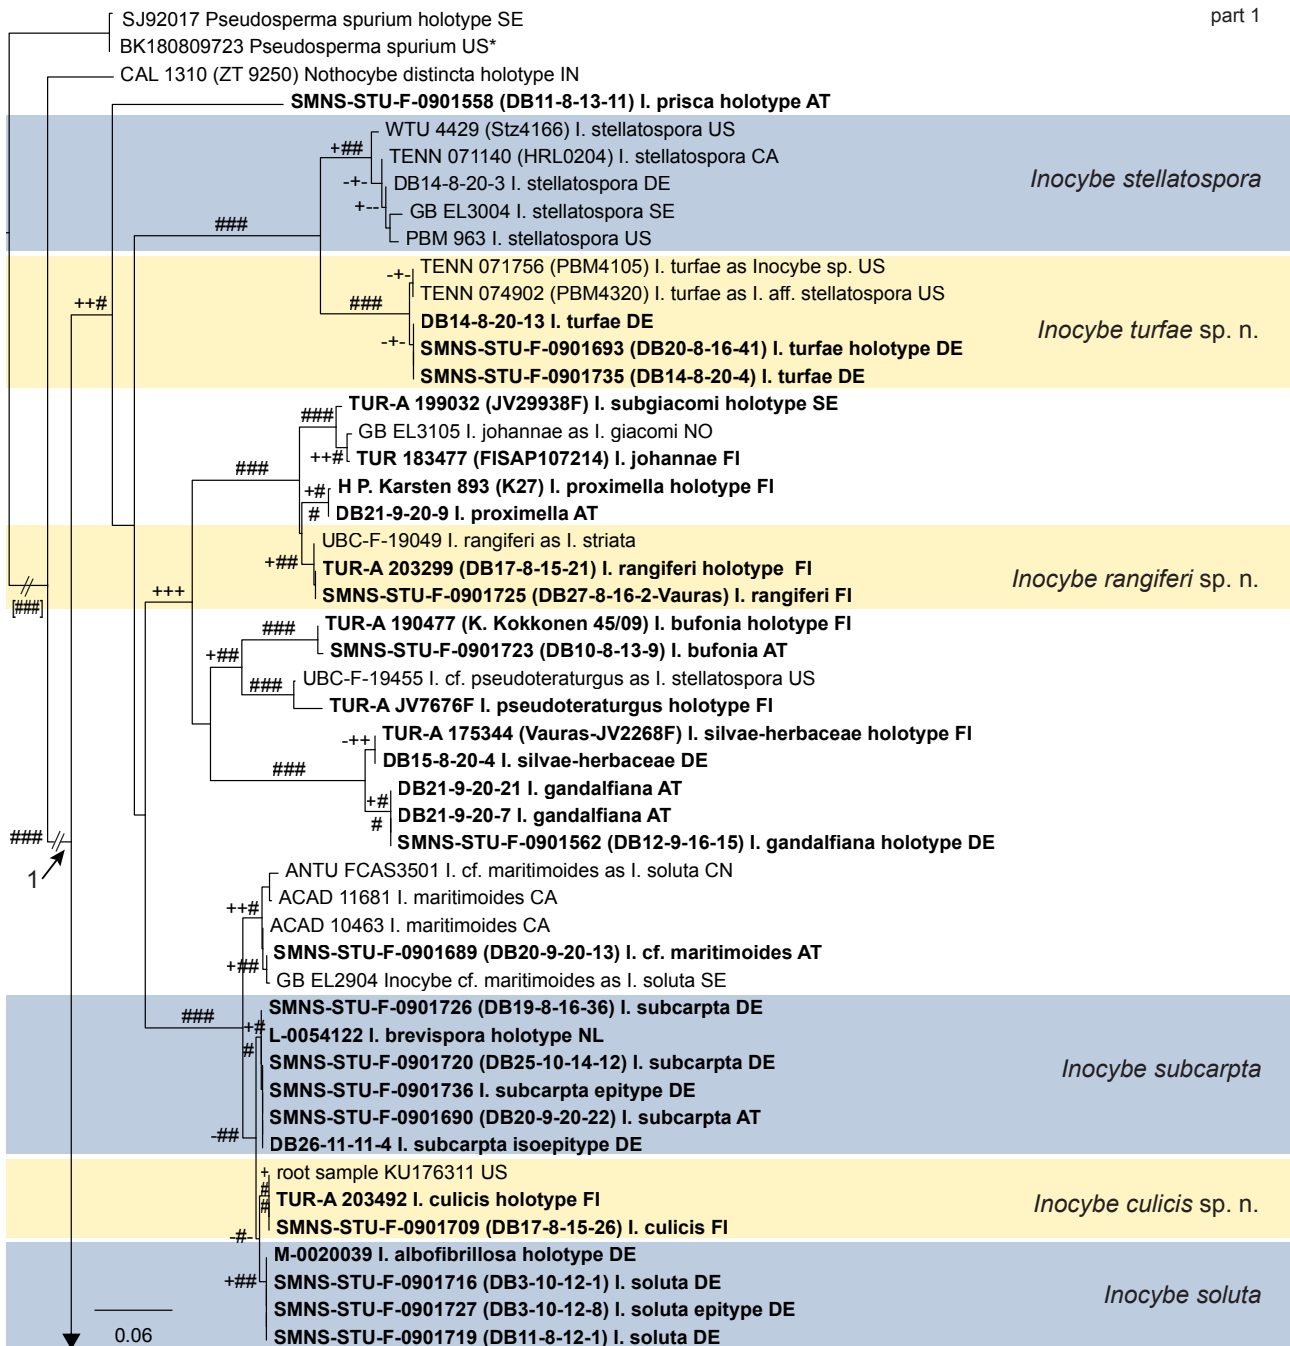 part 1
SJ92017 Pseudosperma spurium holotype SE
BK180809723 Pseudosperma spurium US*
CAL 1310 (ZT 9250) Nothocybe distincta holotype IN
SMNS-STU-F-0901558 (DB11-8-13-11) I. prisca holotype AT
WTU 4429 (Stz4166) I. stellatospora US
+##
TENN 071140 (HRL0204) I. stellatospora CA
Inocybe stellatospora
-+-
DB14-8-20-3 I. stellatospora DE
+--
GB EL3004 I. stellatospora SE
###
PBM 963 I. stellatospora US
TENN 071756 (PBM4105) I. turfae as Inocybe sp. US
-+-
TENN 074902 (PBM4320) I. turfae as I. aff. stellatospora US
++#
###
DB14-8-20-13 I. turfae DE
Inocybe turfae sp. n.
-+-
SMNS-STU-F-0901693 (DB20-8-16-41) I. turfae holotype DE
SMNS-STU-F-0901735 (DB14-8-20-4) I. turfae DE
TUR-A 199032 (JV29938F) I. subgiacomi holotype SE
###
GB EL3105 I. johannae as I. giacomi NO
++#
TUR 183477 (FISAP107214) I. johannae FI
###
H P. Karsten 893 (K27) I. proximella holotype FI
+#
#
DB21-9-20-9 I. proximella AT
UBC-F-19049 I. rangiferi as I. striata
+##
TUR-A 203299 (DB17-8-15-21) I. rangiferi holotype FI
Inocybe rangiferi sp. n.
+++
SMNS-STU-F-0901725 (DB27-8-16-2-Vauras) I. rangiferi FI
[###]
TUR-A 190477 (K. Kokkonen 45/09) I. bufonia holotype FI
###
+##
SMNS-STU-F-0901723 (DB10-8-13-9) I. bufonia AT
UBC-F-19455 I. cf. pseudoteraturgus as I. stellatospora US
###
TUR-A JV7676F I. pseudoteraturgus holotype FI
TUR-A 175344 (Vauras-JV2268F) I. silvae-herbaceae holotype FI
-++
DB15-8-20-4 I. silvae-herbaceae DE
###
DB21-9-20-21 I. gandalfiana AT
+#
#
DB21-9-20-7 I. gandalfiana AT
SMNS-STU-F-0901562 (DB12-9-16-15) I. gandalfiana holotype DE
###
1
ANTU FCAS3501 I. cf. maritimoides as I. soluta CN
ACAD 11681 I. maritimoides CA
++#
ACAD 10463 I. maritimoides CA
SMNS-STU-F-0901689 (DB20-9-20-13) I. cf. maritimoides AT
+##
GB EL2904 Inocybe cf. maritimoides as I. soluta SE
SMNS-STU-F-0901726 (DB19-8-16-36) I. subcarpta DE
###
+#
#
L-0054122 I. brevispora holotype NL
SMNS-STU-F-0901720 (DB25-10-14-12) I. subcarpta DE
Inocybe subcarpta
SMNS-STU-F-0901736 I. subcarpta epitype DE
SMNS-STU-F-0901690 (DB20-9-20-22) I. subcarpta AT
-##
DB26-11-11-4 I. subcarpta isoepitype DE
root sample KU176311 US
+
#
#
TUR-A 203492 I. culicis holotype FI
Inocybe culicis sp. n.
SMNS-STU-F-0901709 (DB17-8-15-26) I. culicis FI
-#-
M-0020039 I. albofibrillosa holotype DE
+##
SMNS-STU-F-0901716 (DB3-10-12-1) I. soluta DE
Inocybe soluta
SMNS-STU-F-0901727 (DB3-10-12-8) I. soluta epitype DE
SMNS-STU-F-0901719 (DB11-8-12-1) I. soluta DE
0.06